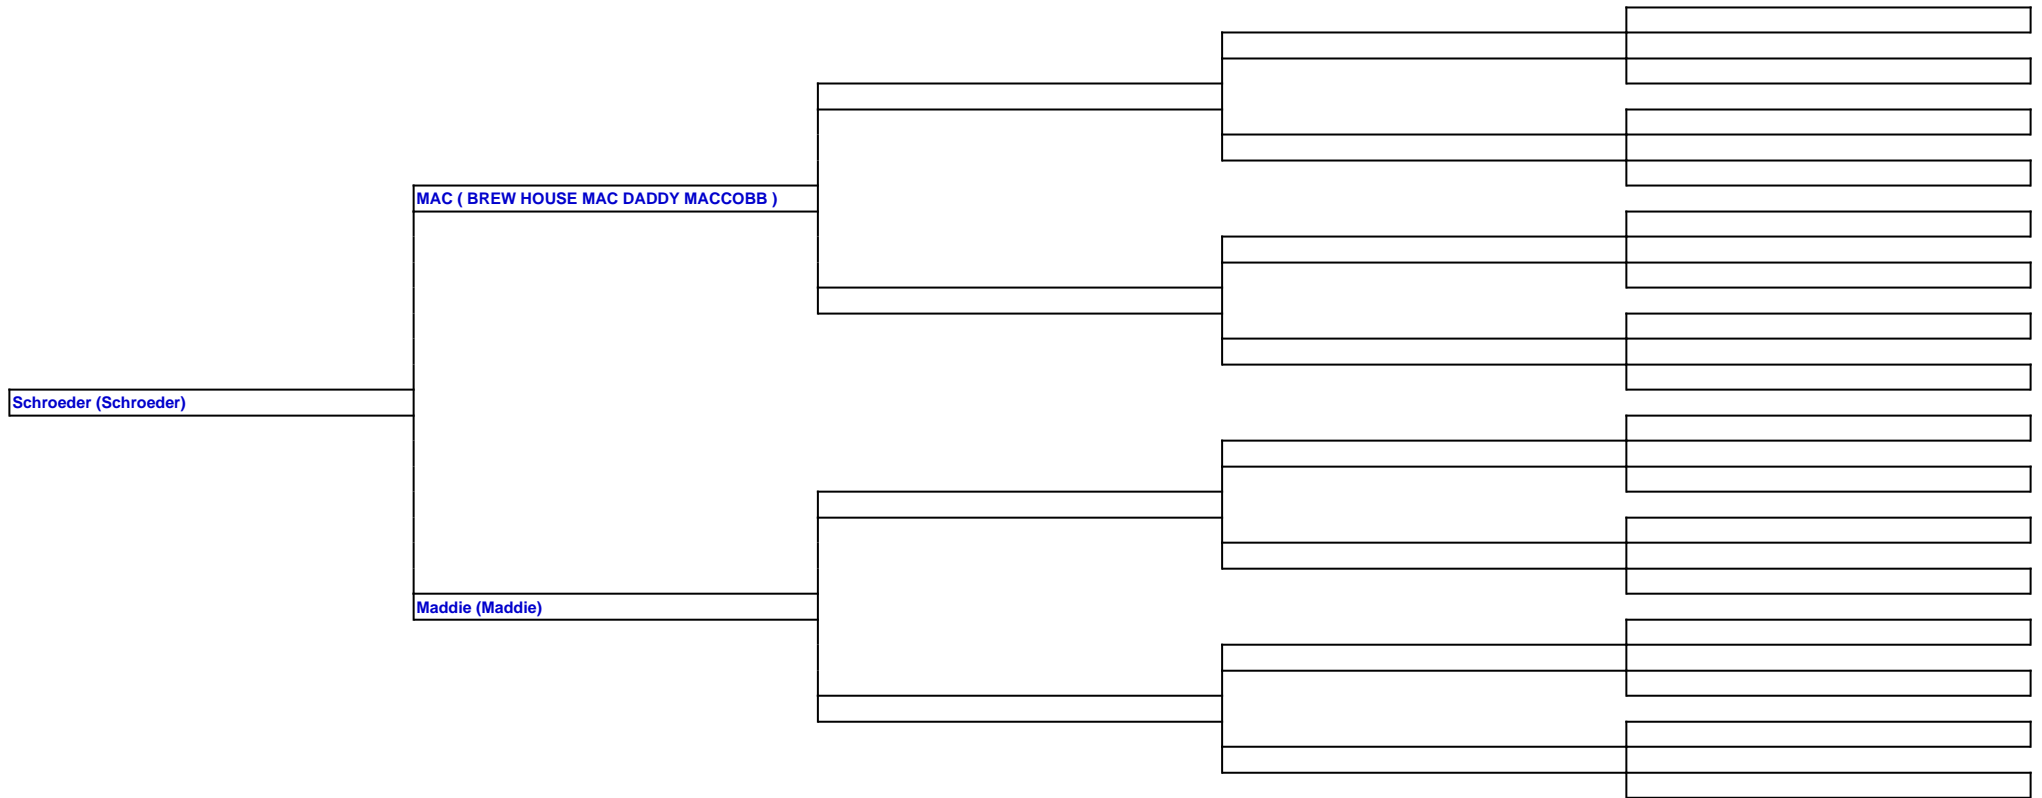 MAC ( BREW HOUSE MAC DADDY MACCOBB )
Schroeder (Schroeder)
Maddie (Maddie)